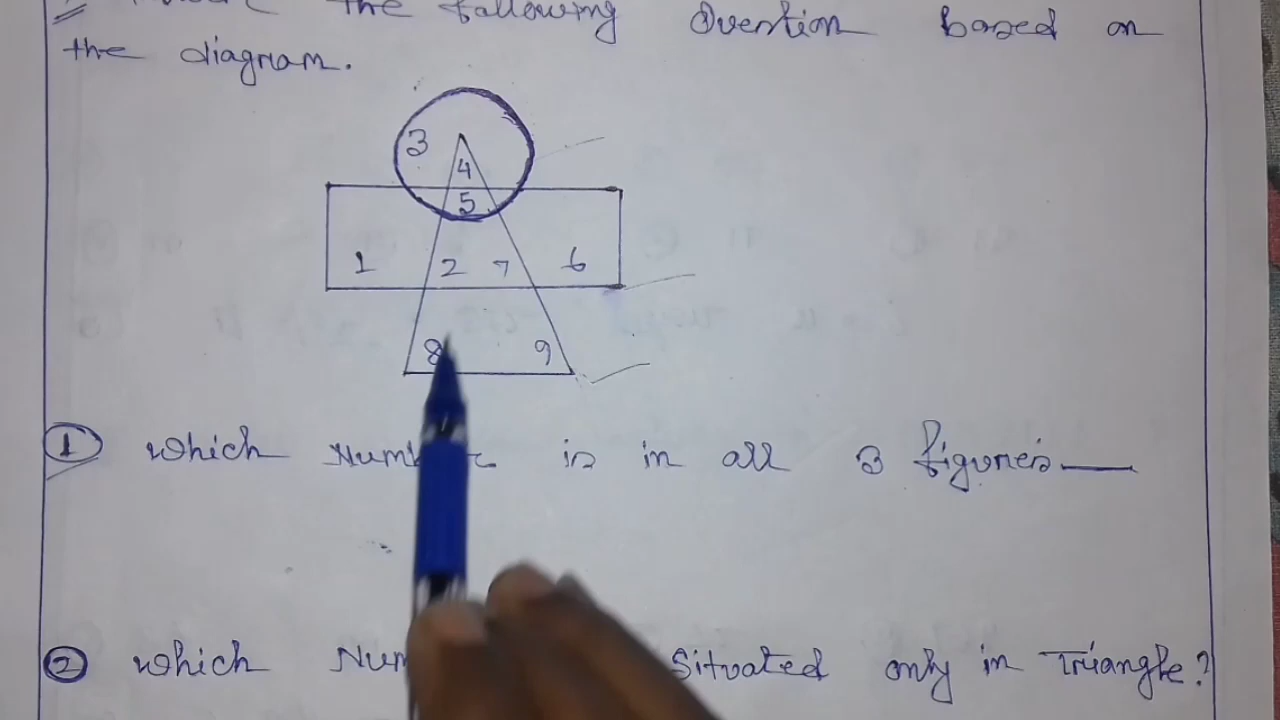 the following Question based on
the diagram.
3
4
5
1 2 7 6
8 9
1 which is in all 3 figures
2 which situated only in Triangle?